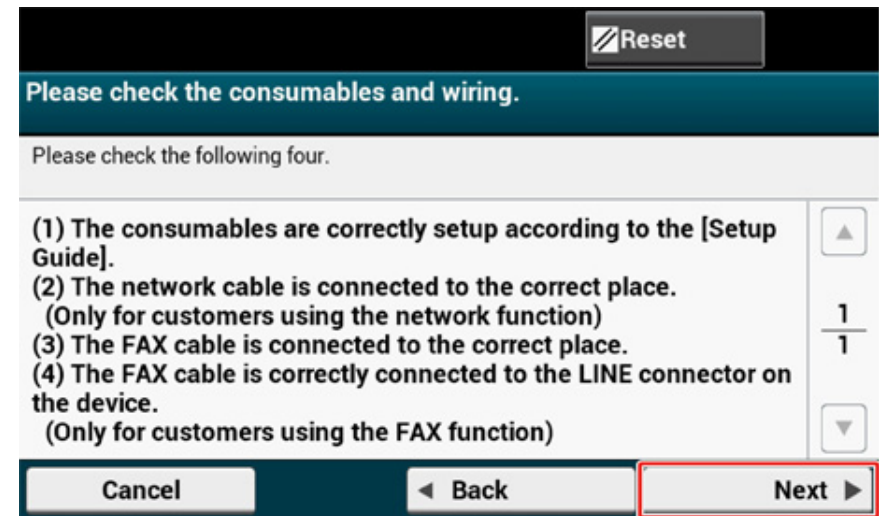 Reset
Please check the consumables and wiring.
Please check the following four.
(1) The consumables are correctly setup according to the [Setup
Guide].
(2) The network cable is connected to the correct place.
(Only for customers using the network function)
(3) The FAX cable is connected to the correct place.
(4) The FAX cable is correctly connected to the LINE connector on
the device.
(Only for customers using the FAX function)
1
1
Cancel
Back
Next